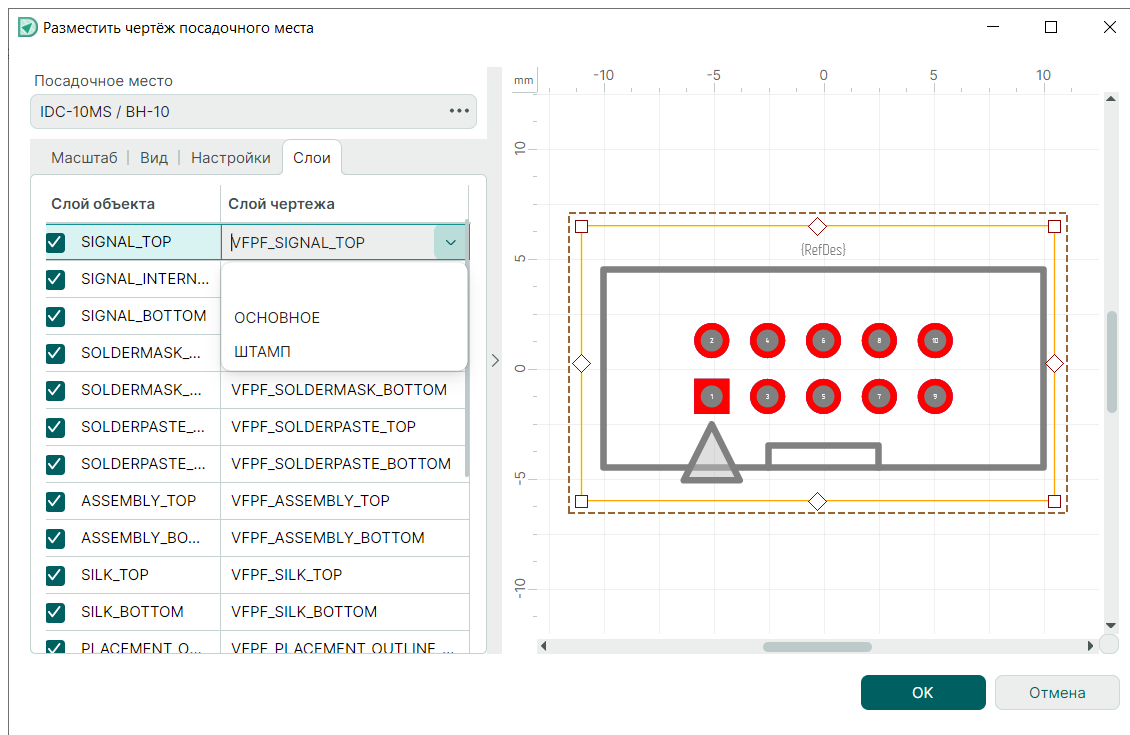 Разместить чертёж посадочного места
Посадочное место
IDC-10MS / BH-10
Масштаб | Вид | Настройки Слои
Слой объекта Слой чертежа
SIGNAL_TOP VFPF_SIGNAL_TOP
SIGNAL_INTERN...
SIGNAL_BOTTOM ОСНОВНОЕ
SOLDERMASK_... ШТАМП
SOLDERMASK_... VFPF_SOLDERMASK_BOTTOM
SOLDERPASTE_... VFPF_SOLDERPASTE_TOP
SOLDERPASTE_... VFPF_SOLDERPASTE_BOTTOM
ASSEMBLY_TOP VFPF_ASSEMBLY_TOP
ASSEMBLY_BO... VFPF_ASSEMBLY_BOTTOM
SILK_TOP VFPF_SILK_TOP
SILK_BOTTOM VFPF_SILK_BOTTOM
PLACEMENT_O... VFPF_PLACEMENT_OUTLINE_...
mm -10 -5 0 5 10
10
5
0
-5
-10
{RefDes}
2 4 6 8 10
1 3 5 7 9
OK Отмена